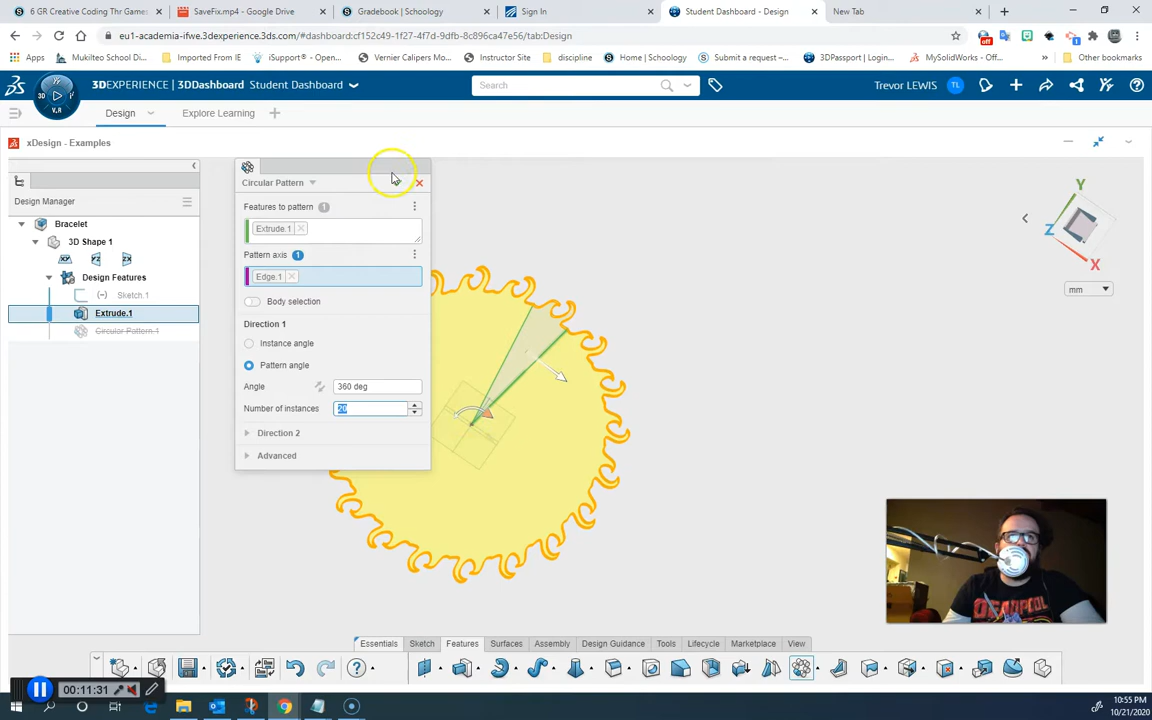 6 GR Creative Coding Thr Game:
SaveFix.mp4 - Google Drive
Gradebook | Schoology
Sign In
Student Dashboard - Design
New Tab
eu1-academia-ifwe.3dexperience.3ds.com/#dashboard:cf152c49-1f27-4f7d-9dfb-8c896ca47e56/tab:Design
Apps
Mukilteo School Di...
Imported From IE
iSupport® - Open...
Vernier Calipers Mo...
Instructor Site
discipline
Home | Schoology
Submit a request –...
3DPassport | Login...
MySolidWorks - Off...
Other bookmarks
3DEXPERIENCE | 3DDashboard Student Dashboard
Search
Trevor LEWIS
TL
3D
V,R
Design
Explore Learning
xDesign - Examples
Circular Pattern
Design Manager
Features to pattern 1
Extrude.1
Bracelet
Pattern axis 1
3D Shape 1
Edge.1
XY
YZ
ZX
Design Features
Body selection
(-) Sketch.1
Extrude.1
Direction 1
Circular Pattern 1
Instance angle
Pattern angle
Angle 360 deg
Number of instances 20
Direction 2
Advanced
Y
Z
X
mm
DEADPOOL
Essentials
Sketch
Features
Surfaces
Assembly
Design Guidance
Tools
Lifecycle
Marketplace
View
00:11:31
10:55 PM
10/21/2020